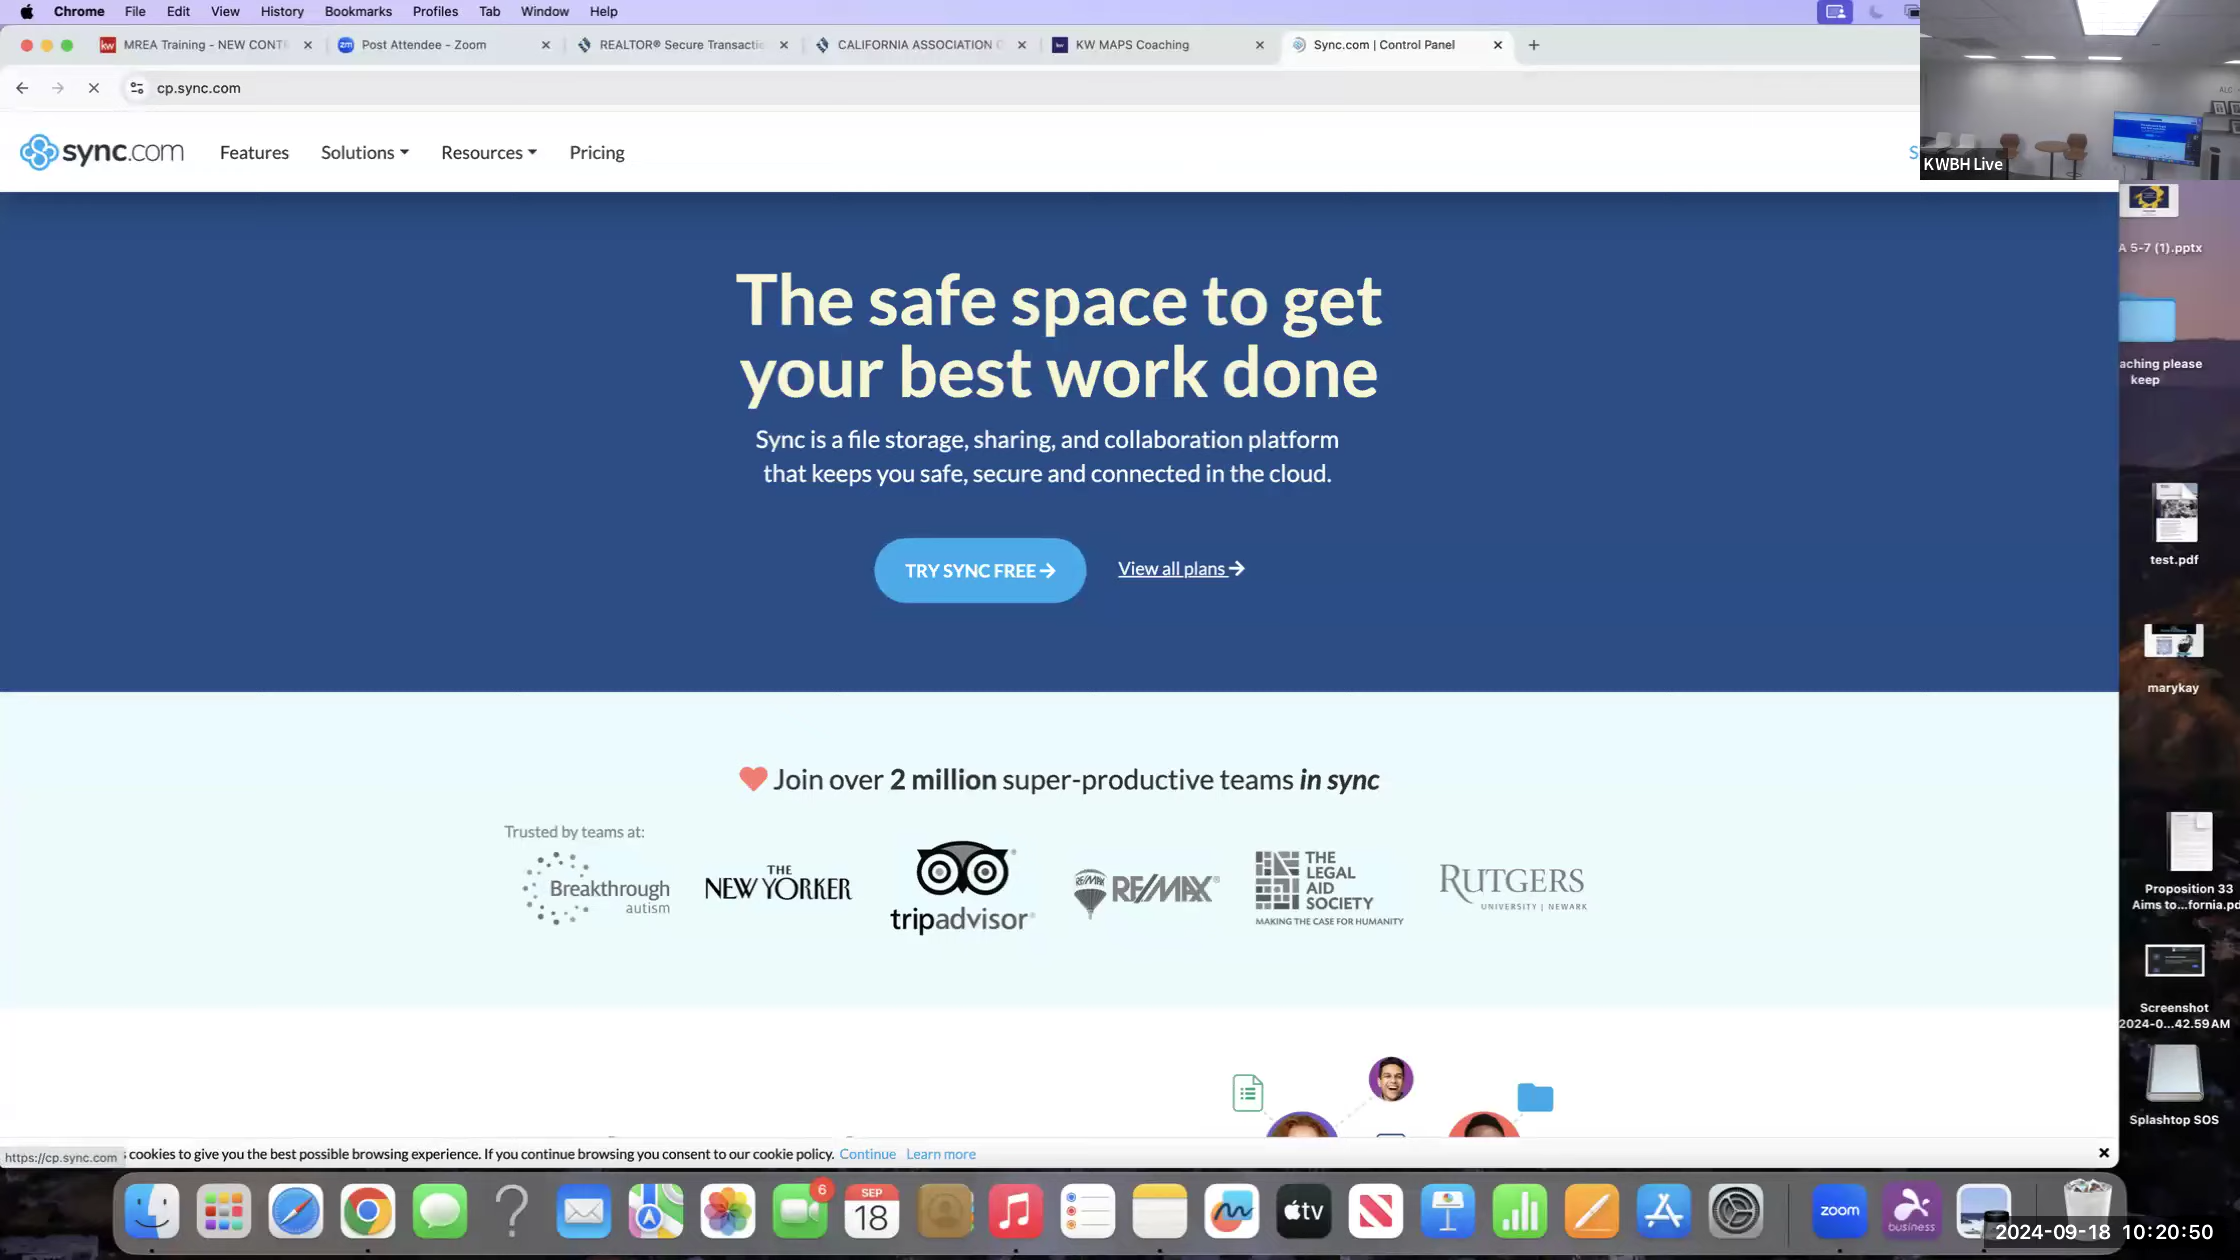 Chrome File Edit View History Bookmarks Profiles Tab Window Help
MREA Training - NEW CONT
Post Attendee - Zoom
REALTOR® Secure Transactio
CALIFORNIA ASSOCIATION
KW MAPS Coaching
Sync.com | Control Panel
cp.sync.com
KWBH Live
sync.com Features Solutions Resources Pricing
The safe space to get
your best work done
Sync is a file storage, sharing, and collaboration platform
that keeps you safe, secure and connected in the cloud.
TRY SYNC FREE
View all plans
Join over 2 million super-productive teams in sync
Trusted by teams at:
Breakthrough
autism
THE
NEW YORKER
tripadvisor
RE/MAX
RE/MAX
THE
LEGAL
AID
SOCIETY
MAKING THE CASE FOR HUMANITY
RUTGERS
UNIVERSITY | NEWARK
A 5-7 (1).pptx
aching please
keep
test.pdf
marykay
Proposition 33
Aims to...fornia.pd
Screenshot
2024-0...42.59 AM
Splashtop SOS
https://cp.sync.com
cookies to give you the best possible browsing experience. If you continue browsing you consent to our cookie policy. Continue Learn more
6
SEP
18
tv
zoom
business
2024-09-18 10:20:50